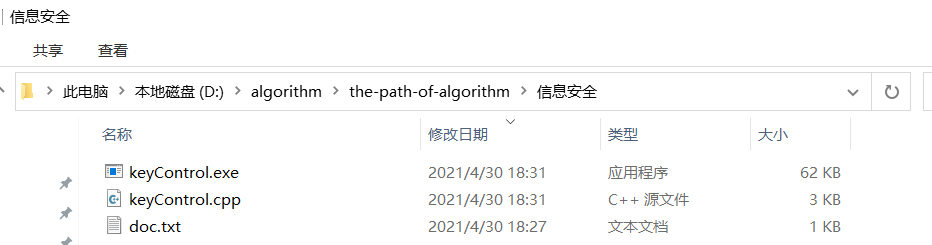 信息安全
共享 查看
此电脑 本地磁盘 (D:) algorithm the-path-of-algorithm 信息安全
名称 修改日期 类型 大小
keyControl.exe 2021/4/30 18:31 应用程序 62 KB
keyControl.cpp 2021/4/30 18:31 C++ 源文件 3 KB
doc.txt 2021/4/30 18:27 文本文档 1 KB